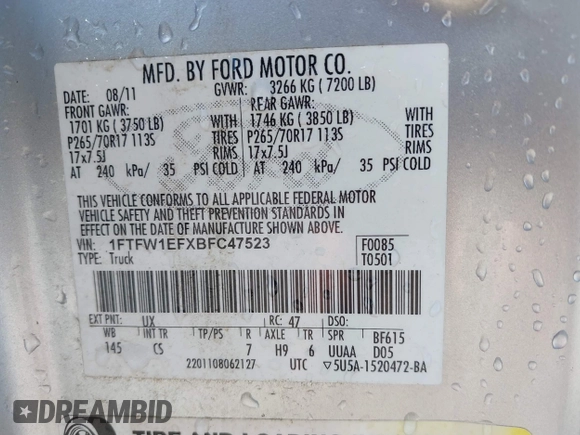 MFD. BY FORD MOTOR CO.
DATE: 08/11 GVWR: 3266 KG ( 7200 LB)
FRONT GAWR: REAR GAWR:
1701 KG ( 3750 LB) WITH 1746 KG ( 3850 LB) WITH
P265/70R17 113S TIRES P265/70R17 113S TIRES
17x7.5J RIMS 17x7.5J RIMS
AT 240 kPa/ 35 PSI COLD AT 240 kPa/ 35 PSI COLD
THIS VEHICLE CONFORMS TO ALL APPLICABLE FEDERAL MOTOR
VEHICLE SAFETY AND THEFT PREVENTION STANDARDS IN
EFFECT ON THE DATE OF MANUFACTURE SHOWN ABOVE.
VIN: 1FTFW1EFXBFC47523 F0085
TYPE: Truck T0501
EXT PNT: UX RC: 47 DSO:
WB INT TR TP/PS R AXLE TR SPR BF615
145 CS 7 H9 6 UUAA D05
2201108062127 UTC ▽5U5A-1520472-BA
DREAMBID
TIRE AND LOADING